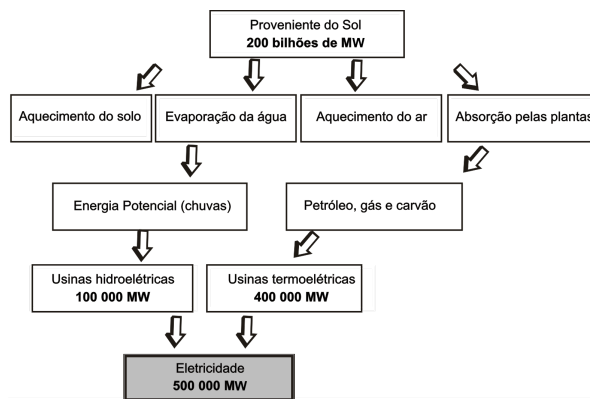 Proveniente do Sol
200 bilhões de MW
Aquecimento do solo
Evaporação da água
Aquecimento do ar
Absorção pelas plantas
Energia Potencial (chuvas)
Petróleo, gás e carvão
Usinas hidroelétricas
100 000 MW
Usinas termoelétricas
400 000 MW
Eletricidade
500 000 MW